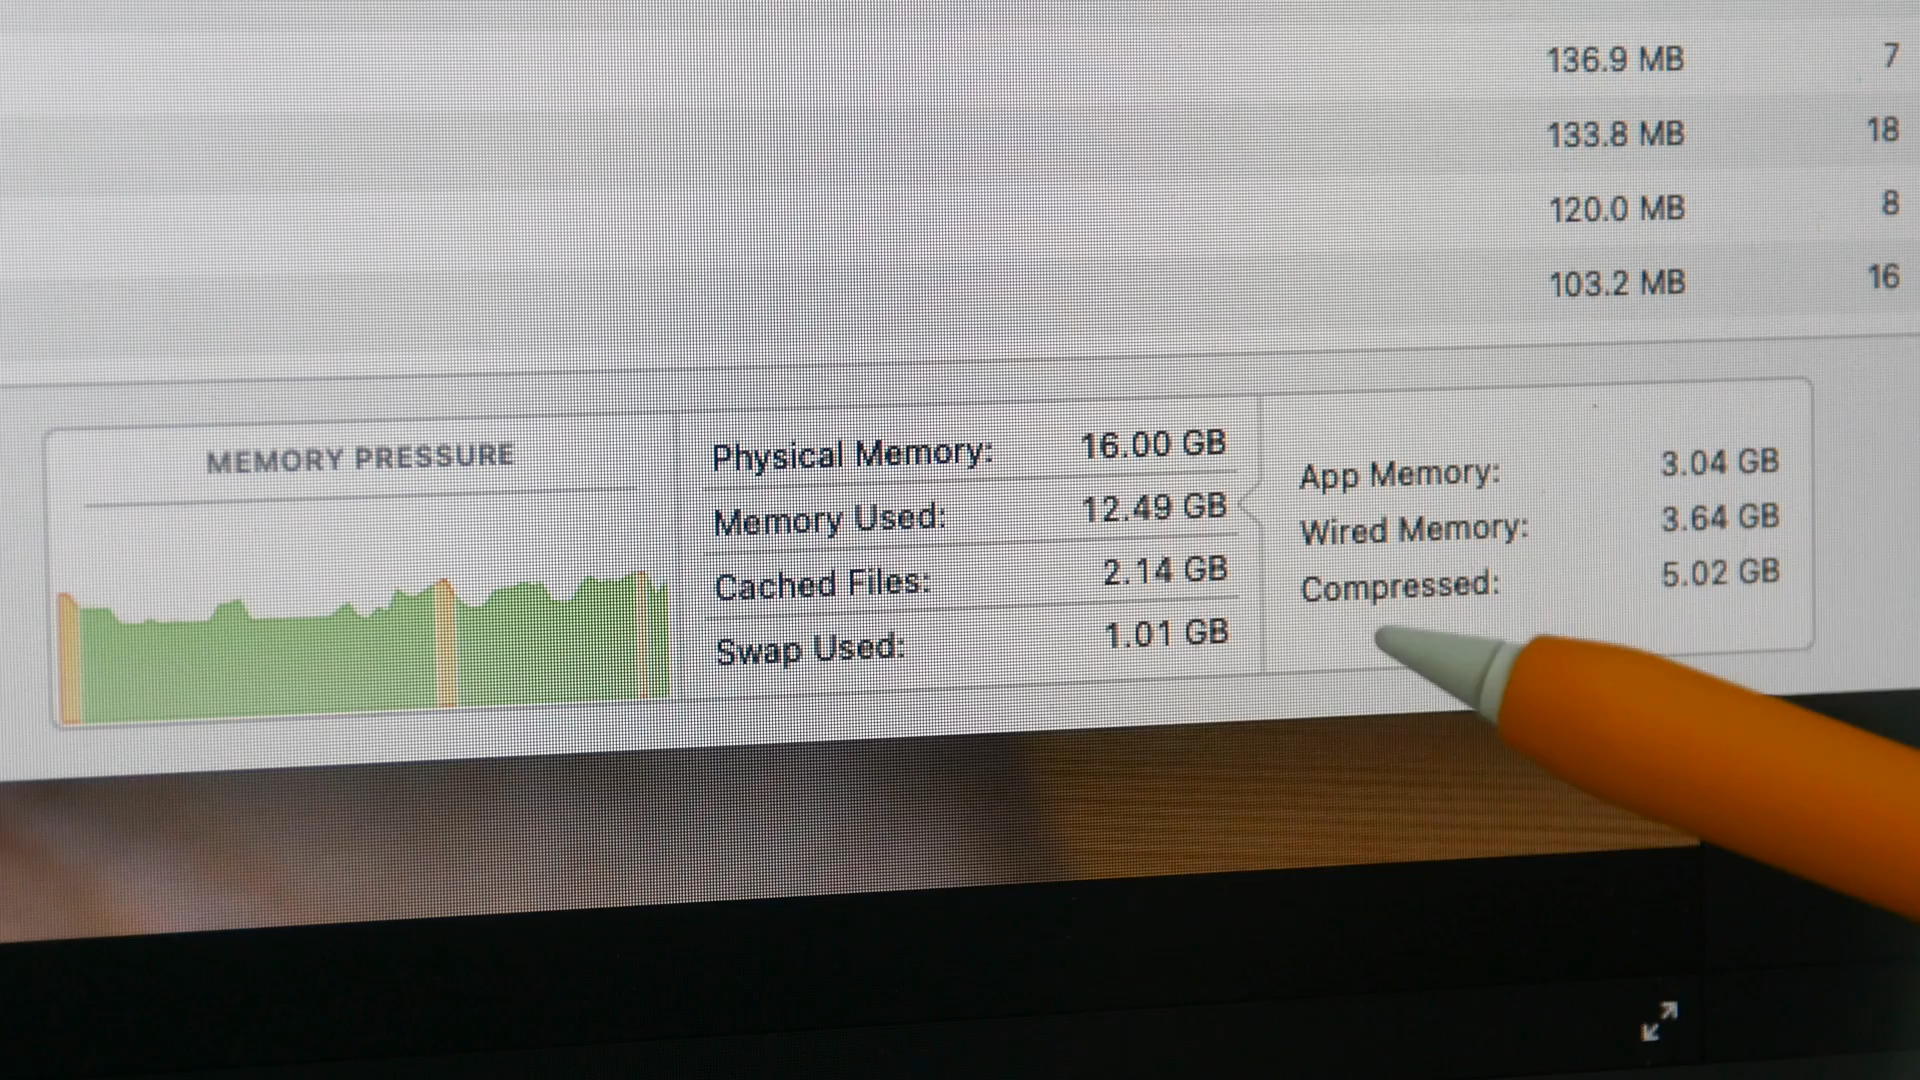 136.9 MB 7
133.8 MB 18
120.0 MB 8
103.2 MB 16
MEMORY PRESSURE
Physical Memory: 16.00 GB
Memory Used: 12.49 GB
Cached Files: 2.14 GB
Swap Used: 1.01 GB
App Memory: 3.04 GB
Wired Memory: 3.64 GB
Compressed: 5.02 GB